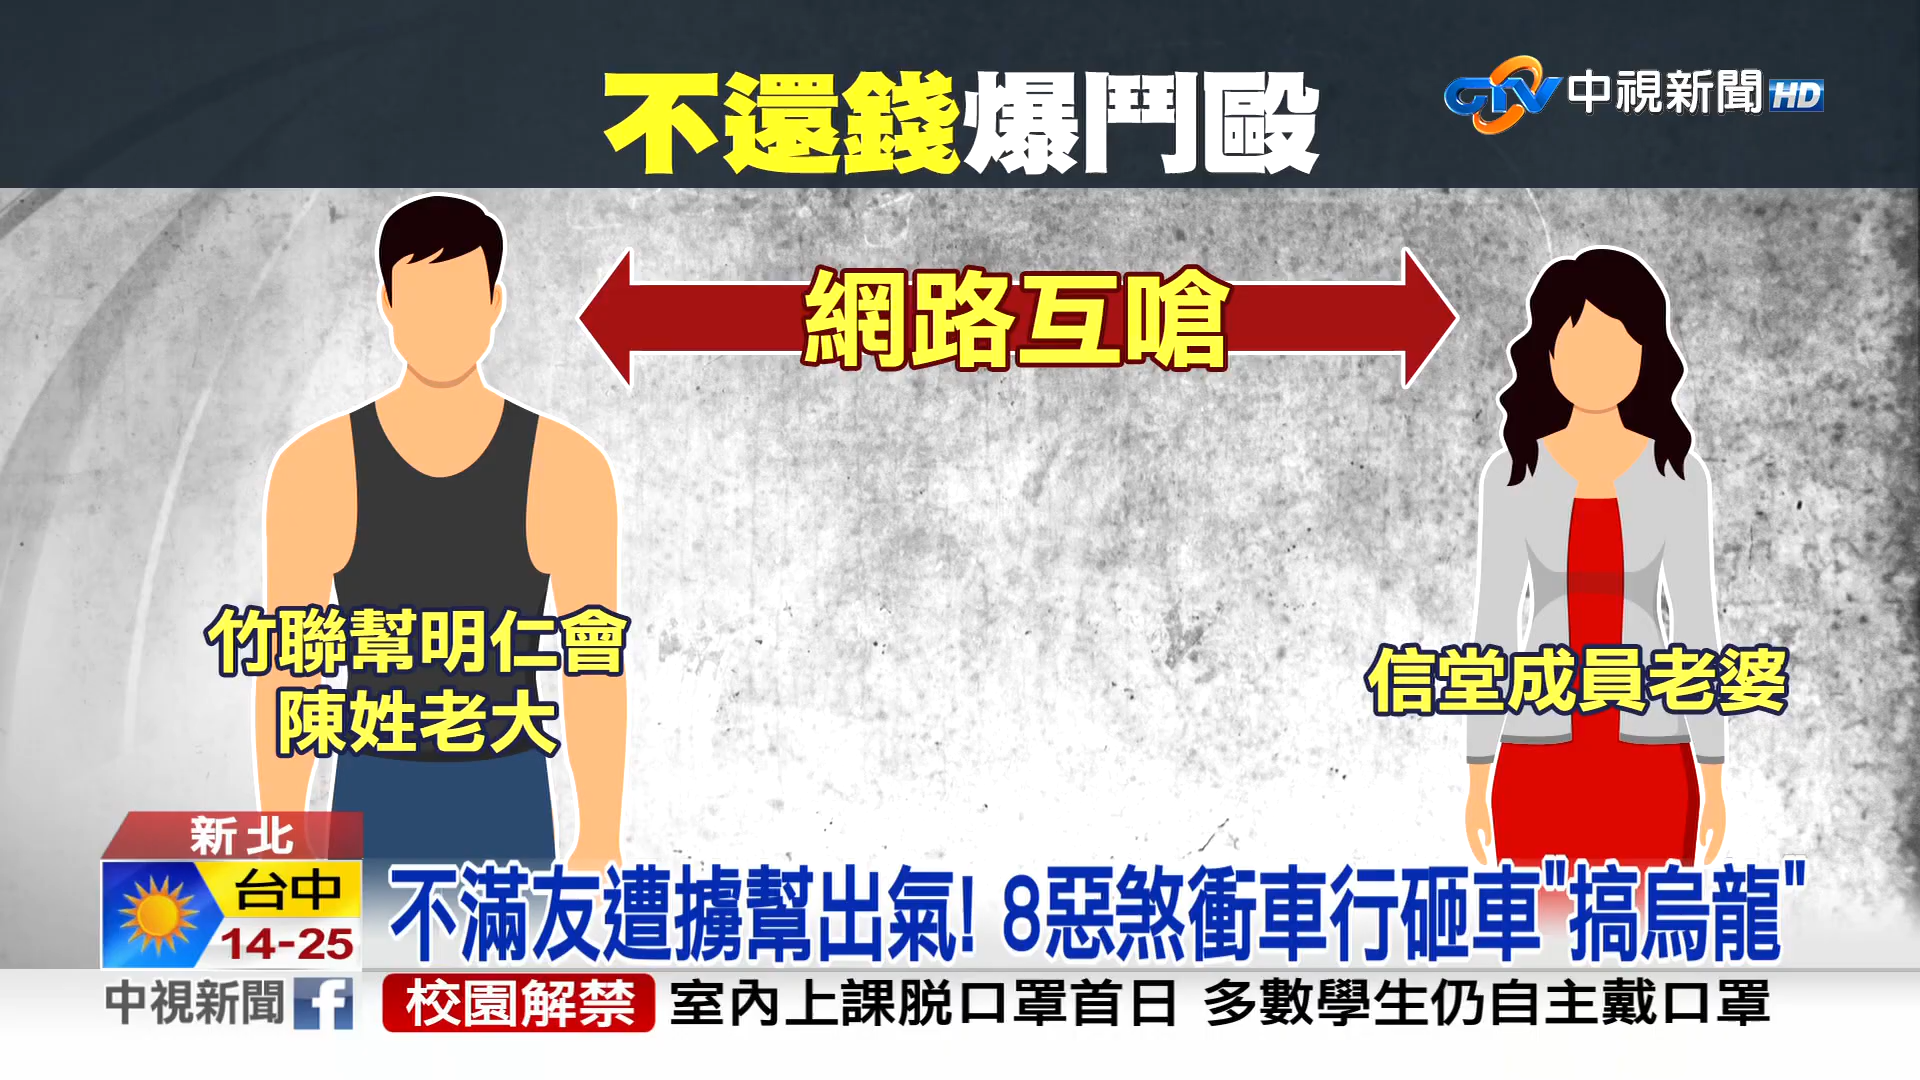 不還錢爆鬥毆
CTV 中視新聞 HD
網路互嗆
竹聯幫明仁會
陳姓老大
信堂成員老婆
新北
台中
14-25
不滿友遭擄幫出氣! 8惡煞衝車行砸車"搞烏龍"
中視新聞 f
校園解禁 室內上課脫口罩首日 多數學生仍自主戴口罩